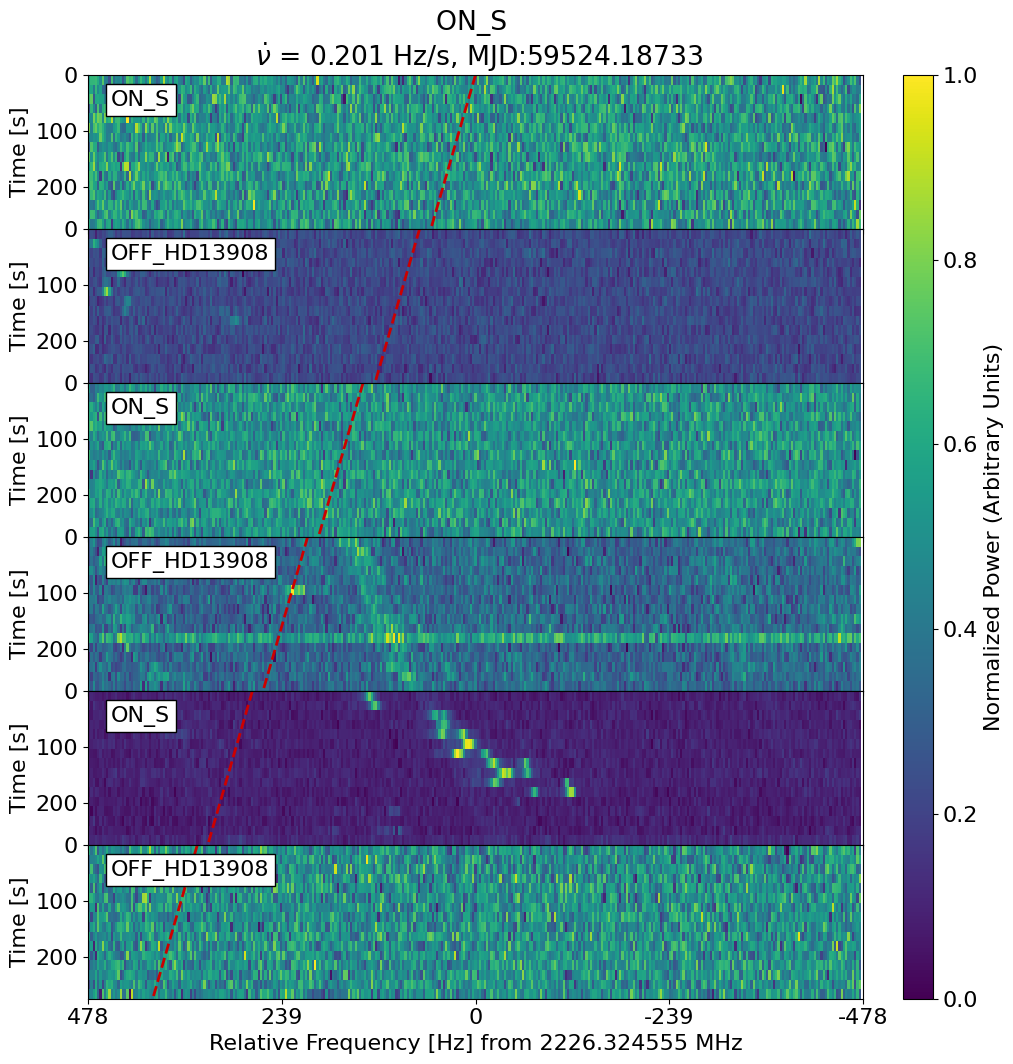 ON_S
ν̇ = 0.201 Hz/s, MJD:59524.18733
0
100
200
Time [s]
ON_S
0
100
200
Time [s]
OFF_HD13908
0
100
200
Time [s]
ON_S
0
100
200
Time [s]
OFF_HD13908
0
100
200
Time [s]
ON_S
0
100
200
Time [s]
OFF_HD13908
478
239
0
-239
-478
Relative Frequency [Hz] from 2226.324555 MHz
1.0
0.8
0.6
0.4
0.2
0.0
Normalized Power (Arbitrary Units)